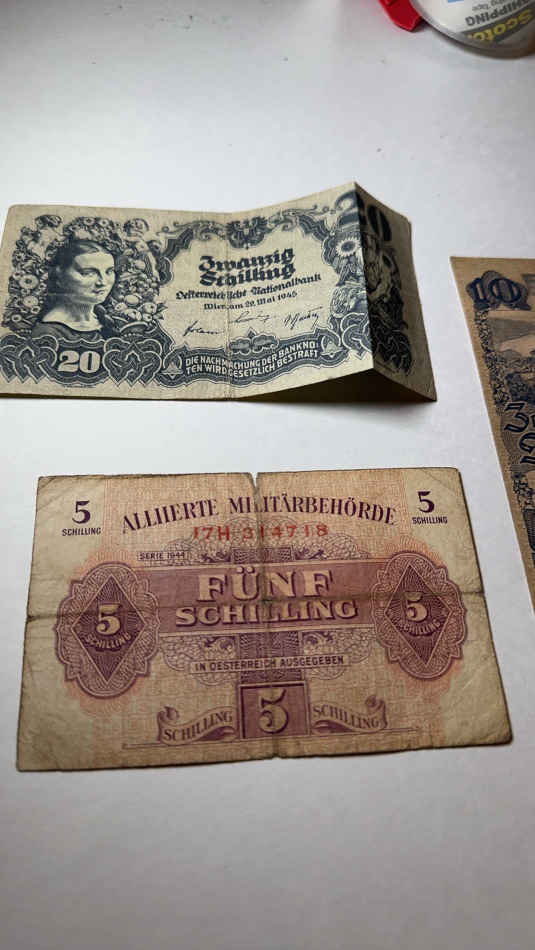 Scotch
SHIPPING
Zwanzig
Schilling
Oesterreichische Nationalbank
Wien, am 29. Mai 1945
20
DIE NACHMACHUNG DER BANKNO-
TEN WIRD GESETZLICH BESTRAFT
10
5
SCHILLING
ALLIIERTE MILITÄRBEHÖRDE
5
SCHILLING
17H 314718
SERIE 1944
FÜNF
SCHILLING
5
SCHILLING
5
SCHILLING
IN OESTERREICH AUSGEGEBEN
SCHILLING
5
SCHILLING